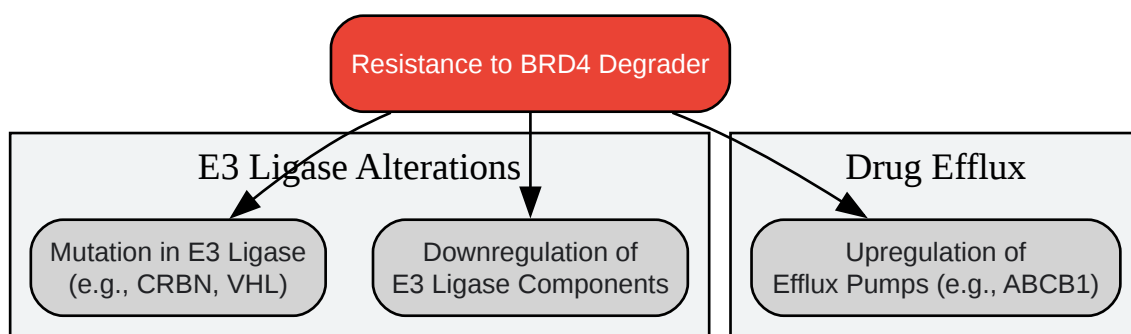 Resistance to BRD4 Degrader
E3 Ligase Alterations
Drug Efflux
Mutation in E3 Ligase
(e.g., CRBN, VHL)
Downregulation of
E3 Ligase Components
Upregulation of
Efflux Pumps (e.g., ABCB1)